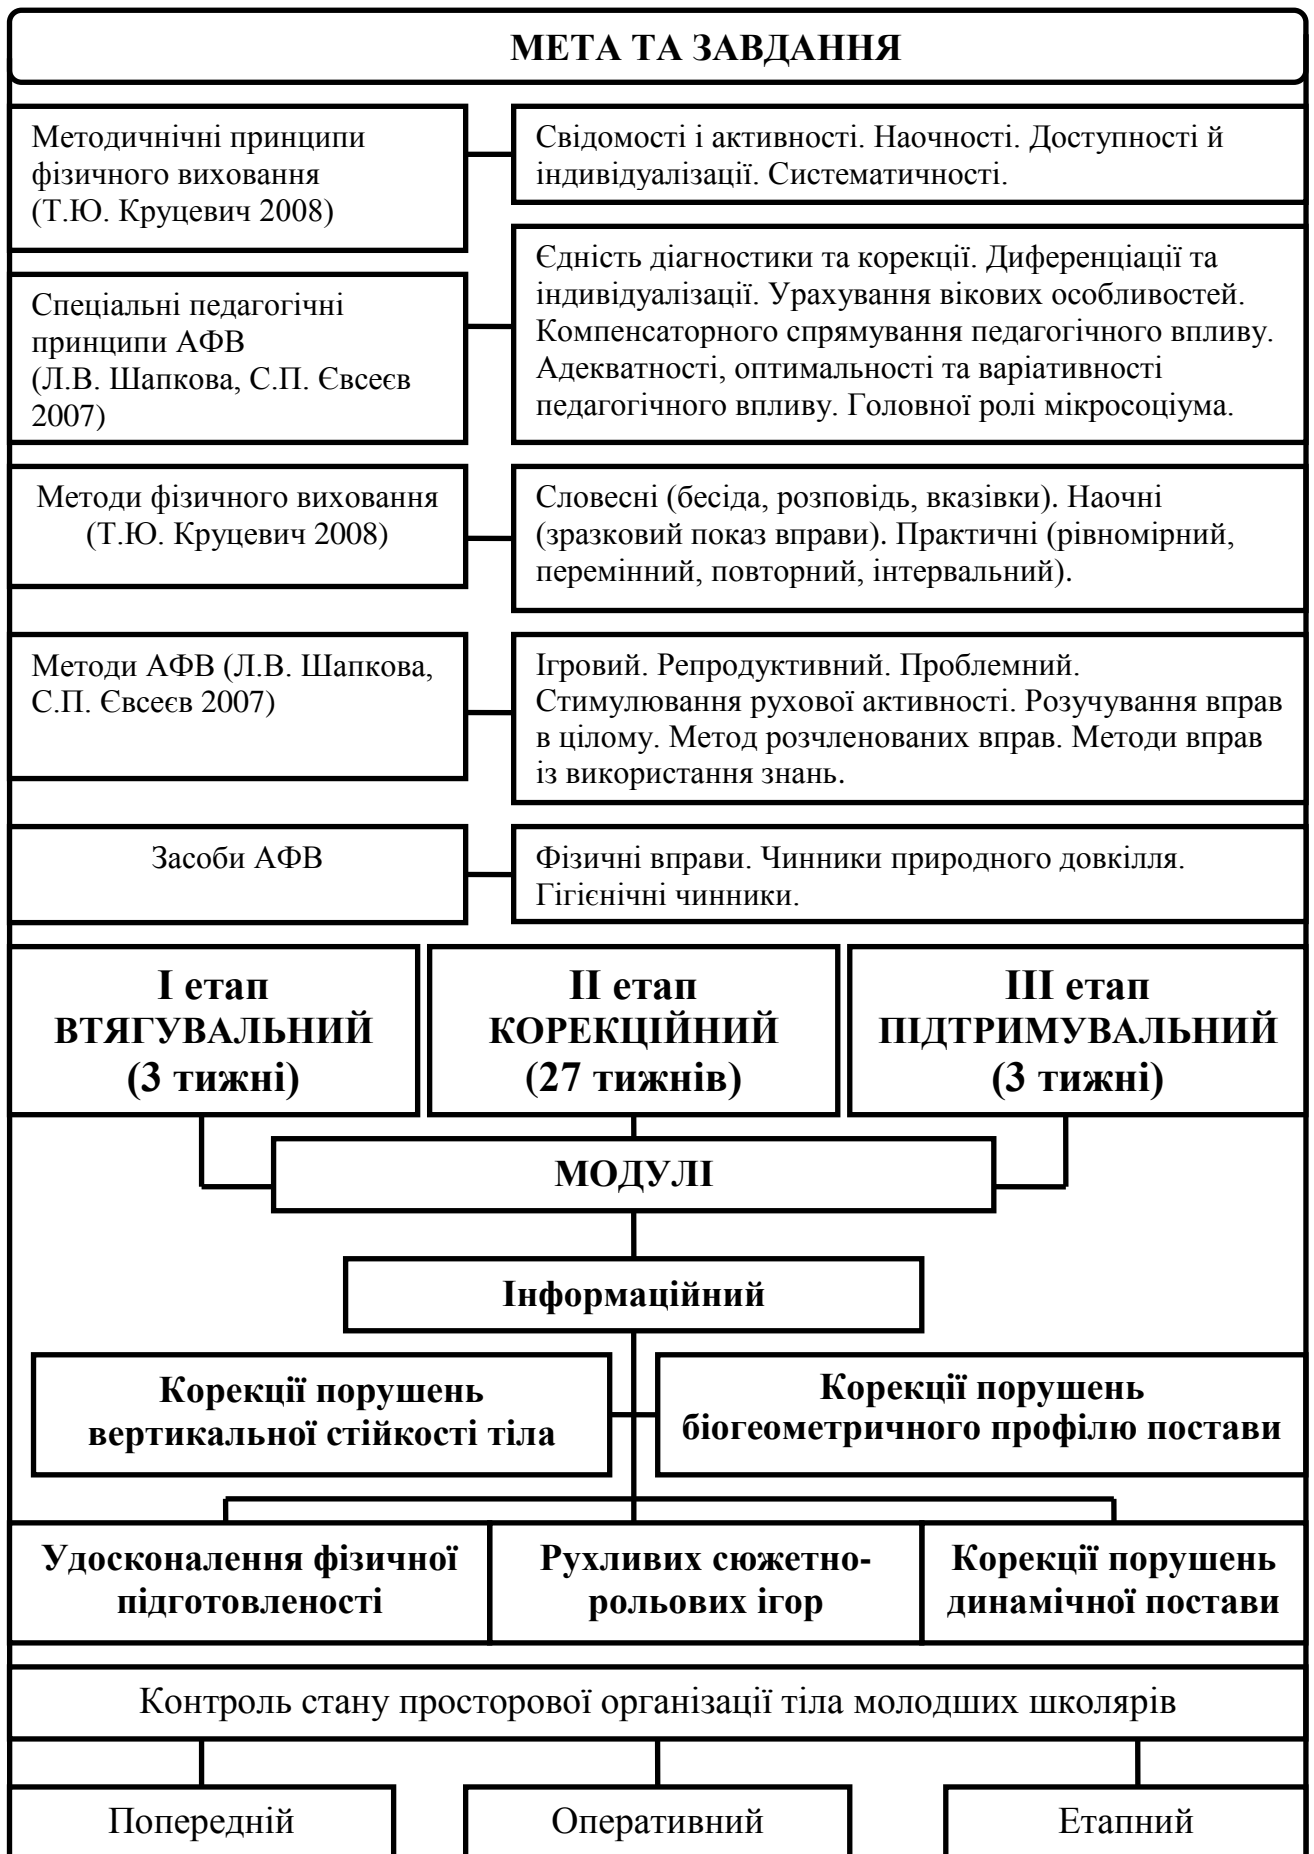 МЕТА ТА ЗАВДАННЯ
Методичнічні принципи
фізичного виховання
(Т.Ю. Круцевич 2008)
Свідомості і активності. Наочності. Доступності й
індивідуалізації. Систематичності.
Спеціальні педагогічні
принципи АФВ
(Л.В. Шапкова, С.П. Євсеєв
2007)
Єдність діагностики та корекції. Диференціації та
індивідуалізації. Урахування вікових особливостей.
Компенсаторного спрямування педагогічного впливу.
Адекватності, оптимальності та варіативності
педагогічного впливу. Головної ролі мікросоціума.
Методи фізичного виховання
(Т.Ю. Круцевич 2008)
Словесні (бесіда, розповідь, вказівки). Наочні
(зразковий показ вправи). Практичні (рівномірний,
перемінний, повторний, інтервальний).
Методи АФВ (Л.В. Шапкова,
С.П. Євсеєв 2007)
Ігровий. Репродуктивний. Проблемний.
Стимулювання рухової активності. Розучування вправ
в цілому. Метод розчленованих вправ. Методи вправ
із використання знань.
Засоби АФВ
Фізичні вправи. Чинники природного довкілля.
Гігієнічні чинники.
І етап
ВТЯГУВАЛЬНИЙ
(3 тижні)
ІІ етап
КОРЕКЦІЙНИЙ
(27 тижнів)
ІІІ етап
ПІДТРИМУВАЛЬНИЙ
(3 тижні)
МОДУЛІ
Інформаційний
Корекції порушень
вертикальної стійкості тіла
Корекції порушень
біогеометричного профілю постави
Удосконалення фізичної
підготовленості
Рухливих сюжетно-
рольових ігор
Корекції порушень
динамічної постави
Контроль стану просторової організації тіла молодших школярів
Попередній
Оперативний
Етапний